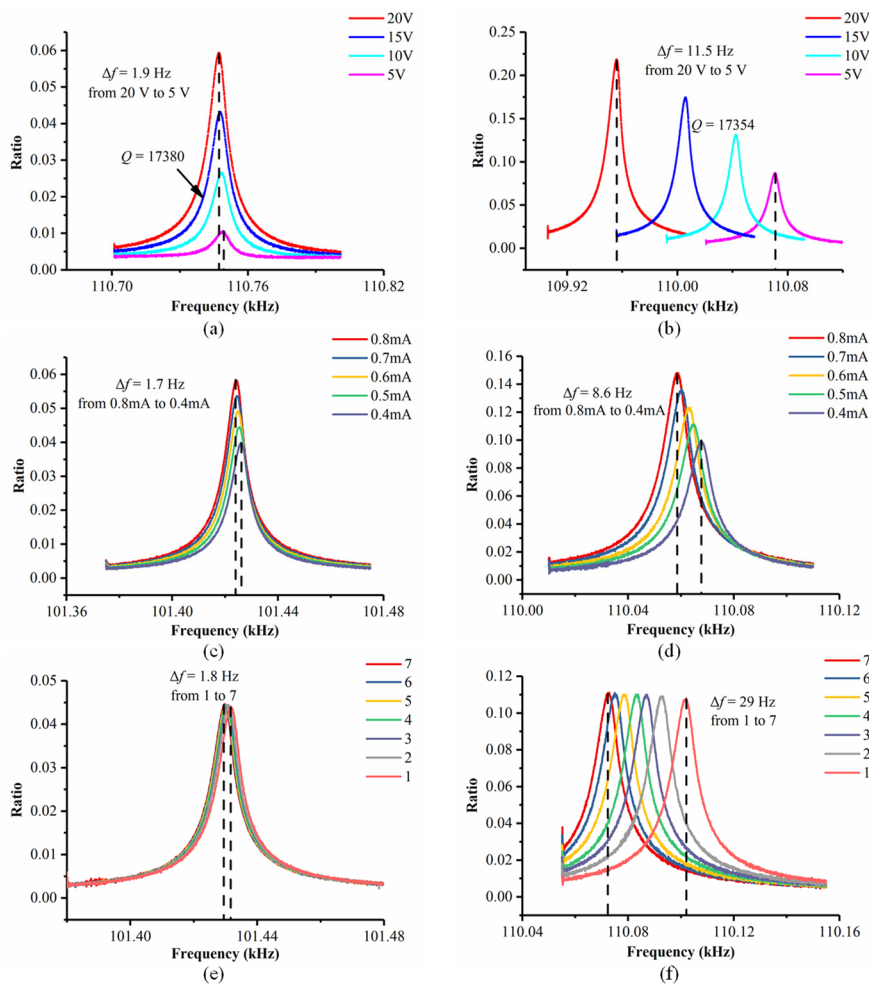 20V
15V
10V
5V
Δf = 1.9 Hz
from 20 V to 5 V
Q = 17380
Ratio
0.06
0.05
0.04
0.03
0.02
0.01
0.00
110.70
110.76
110.82
Frequency (kHz)
(a)
20V
15V
10V
5V
Δf = 11.5 Hz
from 20 V to 5 V
Q = 17354
Ratio
0.25
0.20
0.15
0.10
0.05
0.00
109.92
110.00
110.08
Frequency (kHz)
(b)
0.8mA
0.7mA
0.6mA
0.5mA
0.4mA
Δf = 1.7 Hz
from 0.8mA to 0.4mA
Ratio
0.06
0.05
0.04
0.03
0.02
0.01
0.00
101.36
101.40
101.44
101.48
Frequency (kHz)
(c)
0.8mA
0.7mA
0.6mA
0.5mA
0.4mA
Δf = 8.6 Hz
from 0.8mA to 0.4mA
Ratio
0.16
0.14
0.12
0.10
0.08
0.06
0.04
0.02
0.00
110.00
110.04
110.08
110.12
Frequency (kHz)
(d)
7
6
5
4
3
2
1
Δf = 1.8 Hz
from 1 to 7
Ratio
0.05
0.04
0.03
0.02
0.01
0.00
101.40
101.44
101.48
Frequency (kHz)
(e)
7
6
5
4
3
2
1
Δf = 29 Hz
from 1 to 7
Ratio
0.12
0.10
0.08
0.06
0.04
0.02
0.00
110.04
110.08
110.12
110.16
Frequency (kHz)
(f)